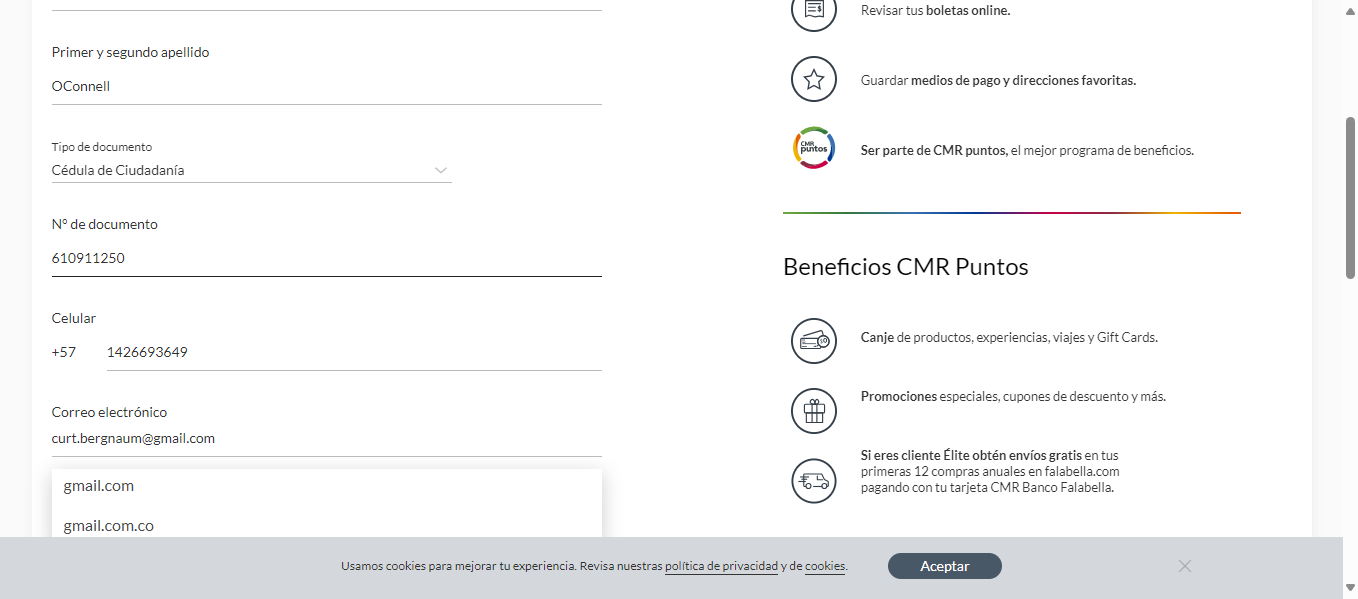 Primer y segundo apellido
OConnell
Tipo de documento
Cédula de Ciudadanía
N° de documento
610911250
Celular
+57 1426693649
Correo electrónico
curt.bergnaum@gmail.com
gmail.com
gmail.com.co
Revisar tus boletas online.
Guardar medios de pago y direcciones favoritas.
CMR
puntos
Ser parte de CMR puntos, el mejor programa de beneficios.
Beneficios CMR Puntos
Canje de productos, experiencias, viajes y Gift Cards.
Promociones especiales, cupones de descuento y más.
Si eres cliente Élite obtén envíos gratis en tus
primeras 12 compras anuales en falabella.com
pagando con tu tarjeta CMR Banco Falabella.
Usamos cookies para mejorar tu experiencia. Revisa nuestras política de privacidad y de cookies.
Aceptar